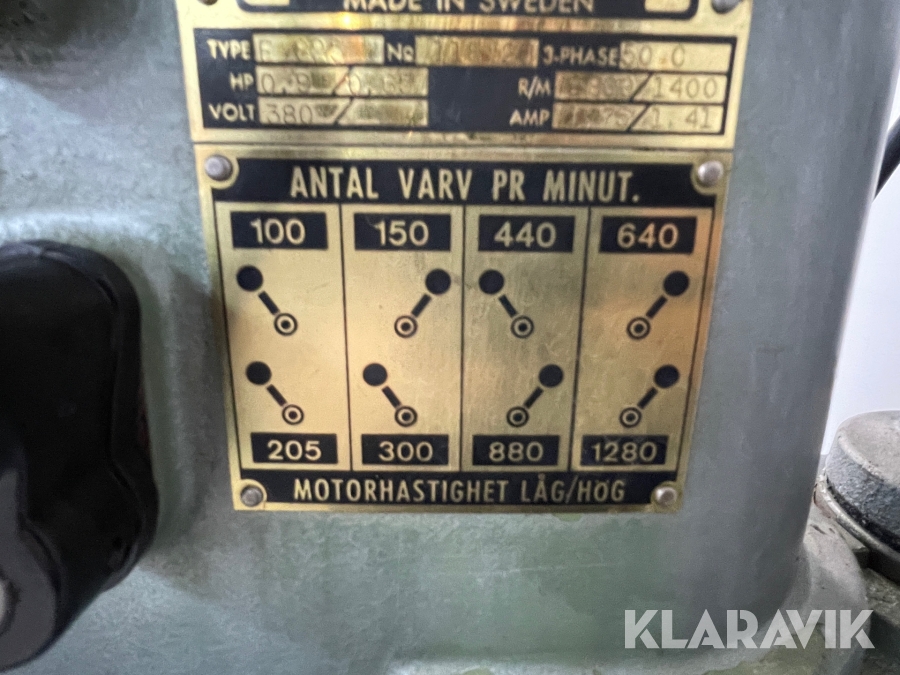 MADE IN SWEDEN
TYPE No 3-PHASE 50
HP R/M 1400
VOLT 380 AMP 1.41
ANTAL VARV PR MINUT.
100 150 440 640
205 300 880 1280
MOTORHASTIGHET LÅG/HÖG
KLARAVIK